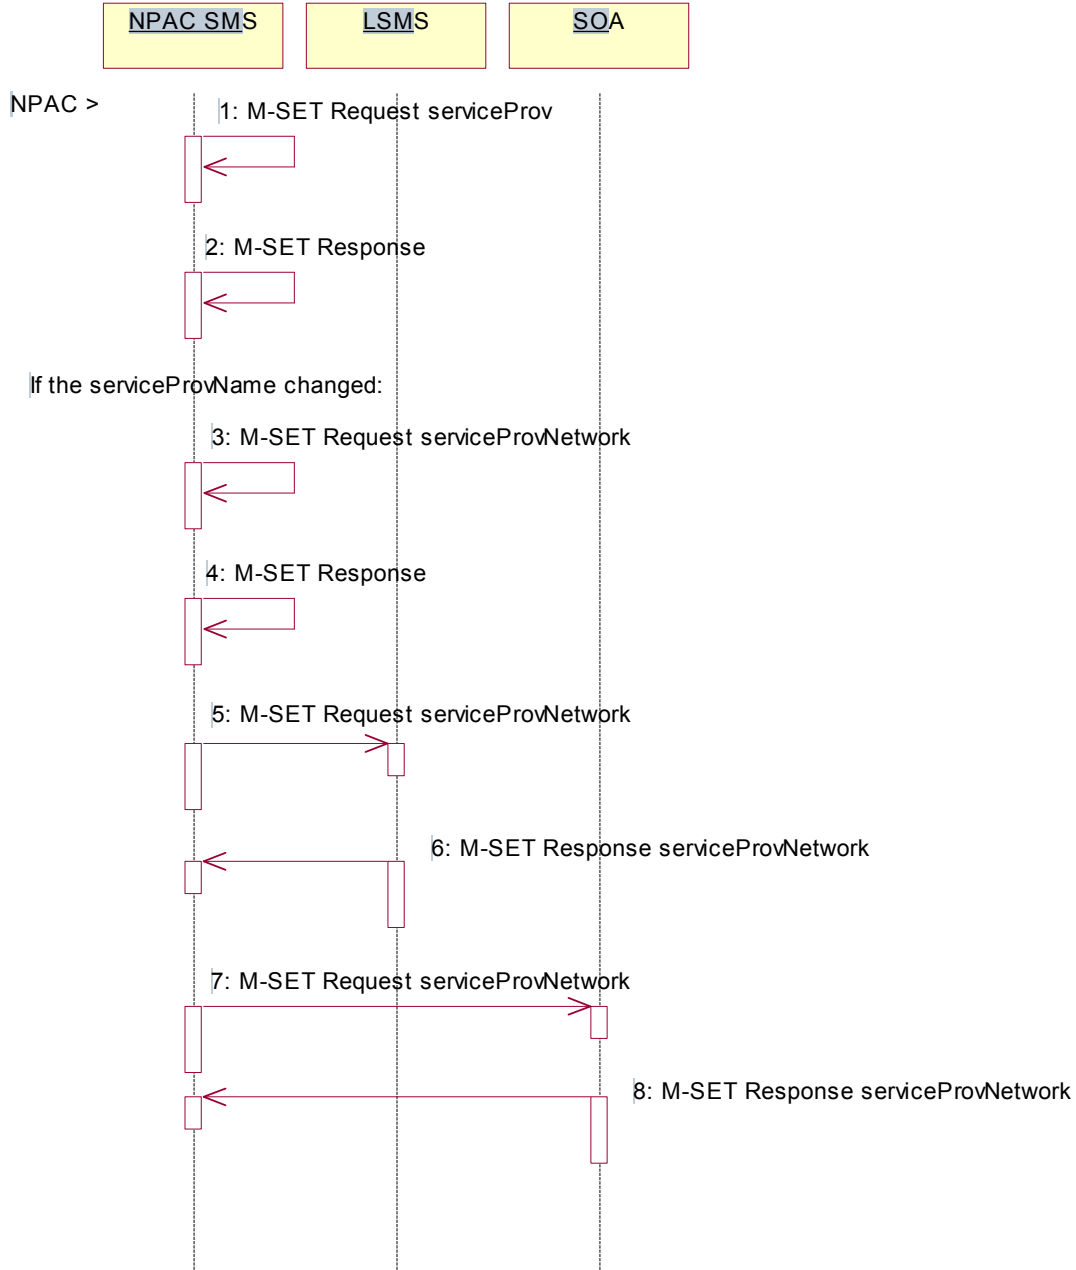 NPAC SMS
LSMS
SOA
NPAC >
1: M-SET Request serviceProv
2: M-SET Response
If the serviceProvName changed:
3: M-SET Request serviceProvNetwork
4: M-SET Response
5: M-SET Request serviceProvNetwork
6: M-SET Response serviceProvNetwork
7: M-SET Request serviceProvNetwork
8: M-SET Response serviceProvNetwork